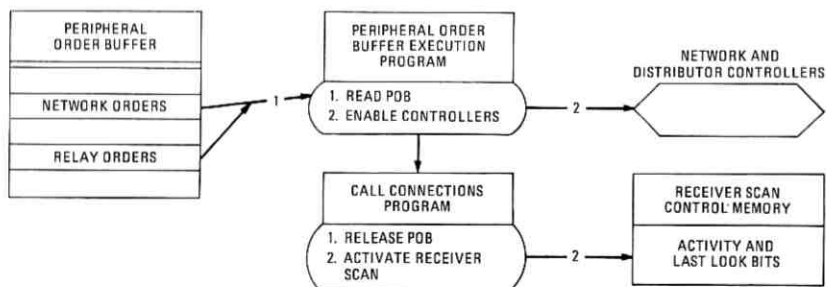 PERIPHERAL
ORDER BUFFER
NETWORK ORDERS
RELAY ORDERS
1
PERIPHERAL ORDER
BUFFER EXECUTION
PROGRAM
1. READ POB
2. ENABLE CONTROLLERS
2
NETWORK AND
DISTRIBUTOR CONTROLLERS
CALL CONNECTIONS
PROGRAM
1. RELEASE POB
2. ACTIVATE RECEIVER
SCAN
2
RECEIVER SCAN
CONTROL MEMORY
ACTIVITY AND
LAST LOOK BITS